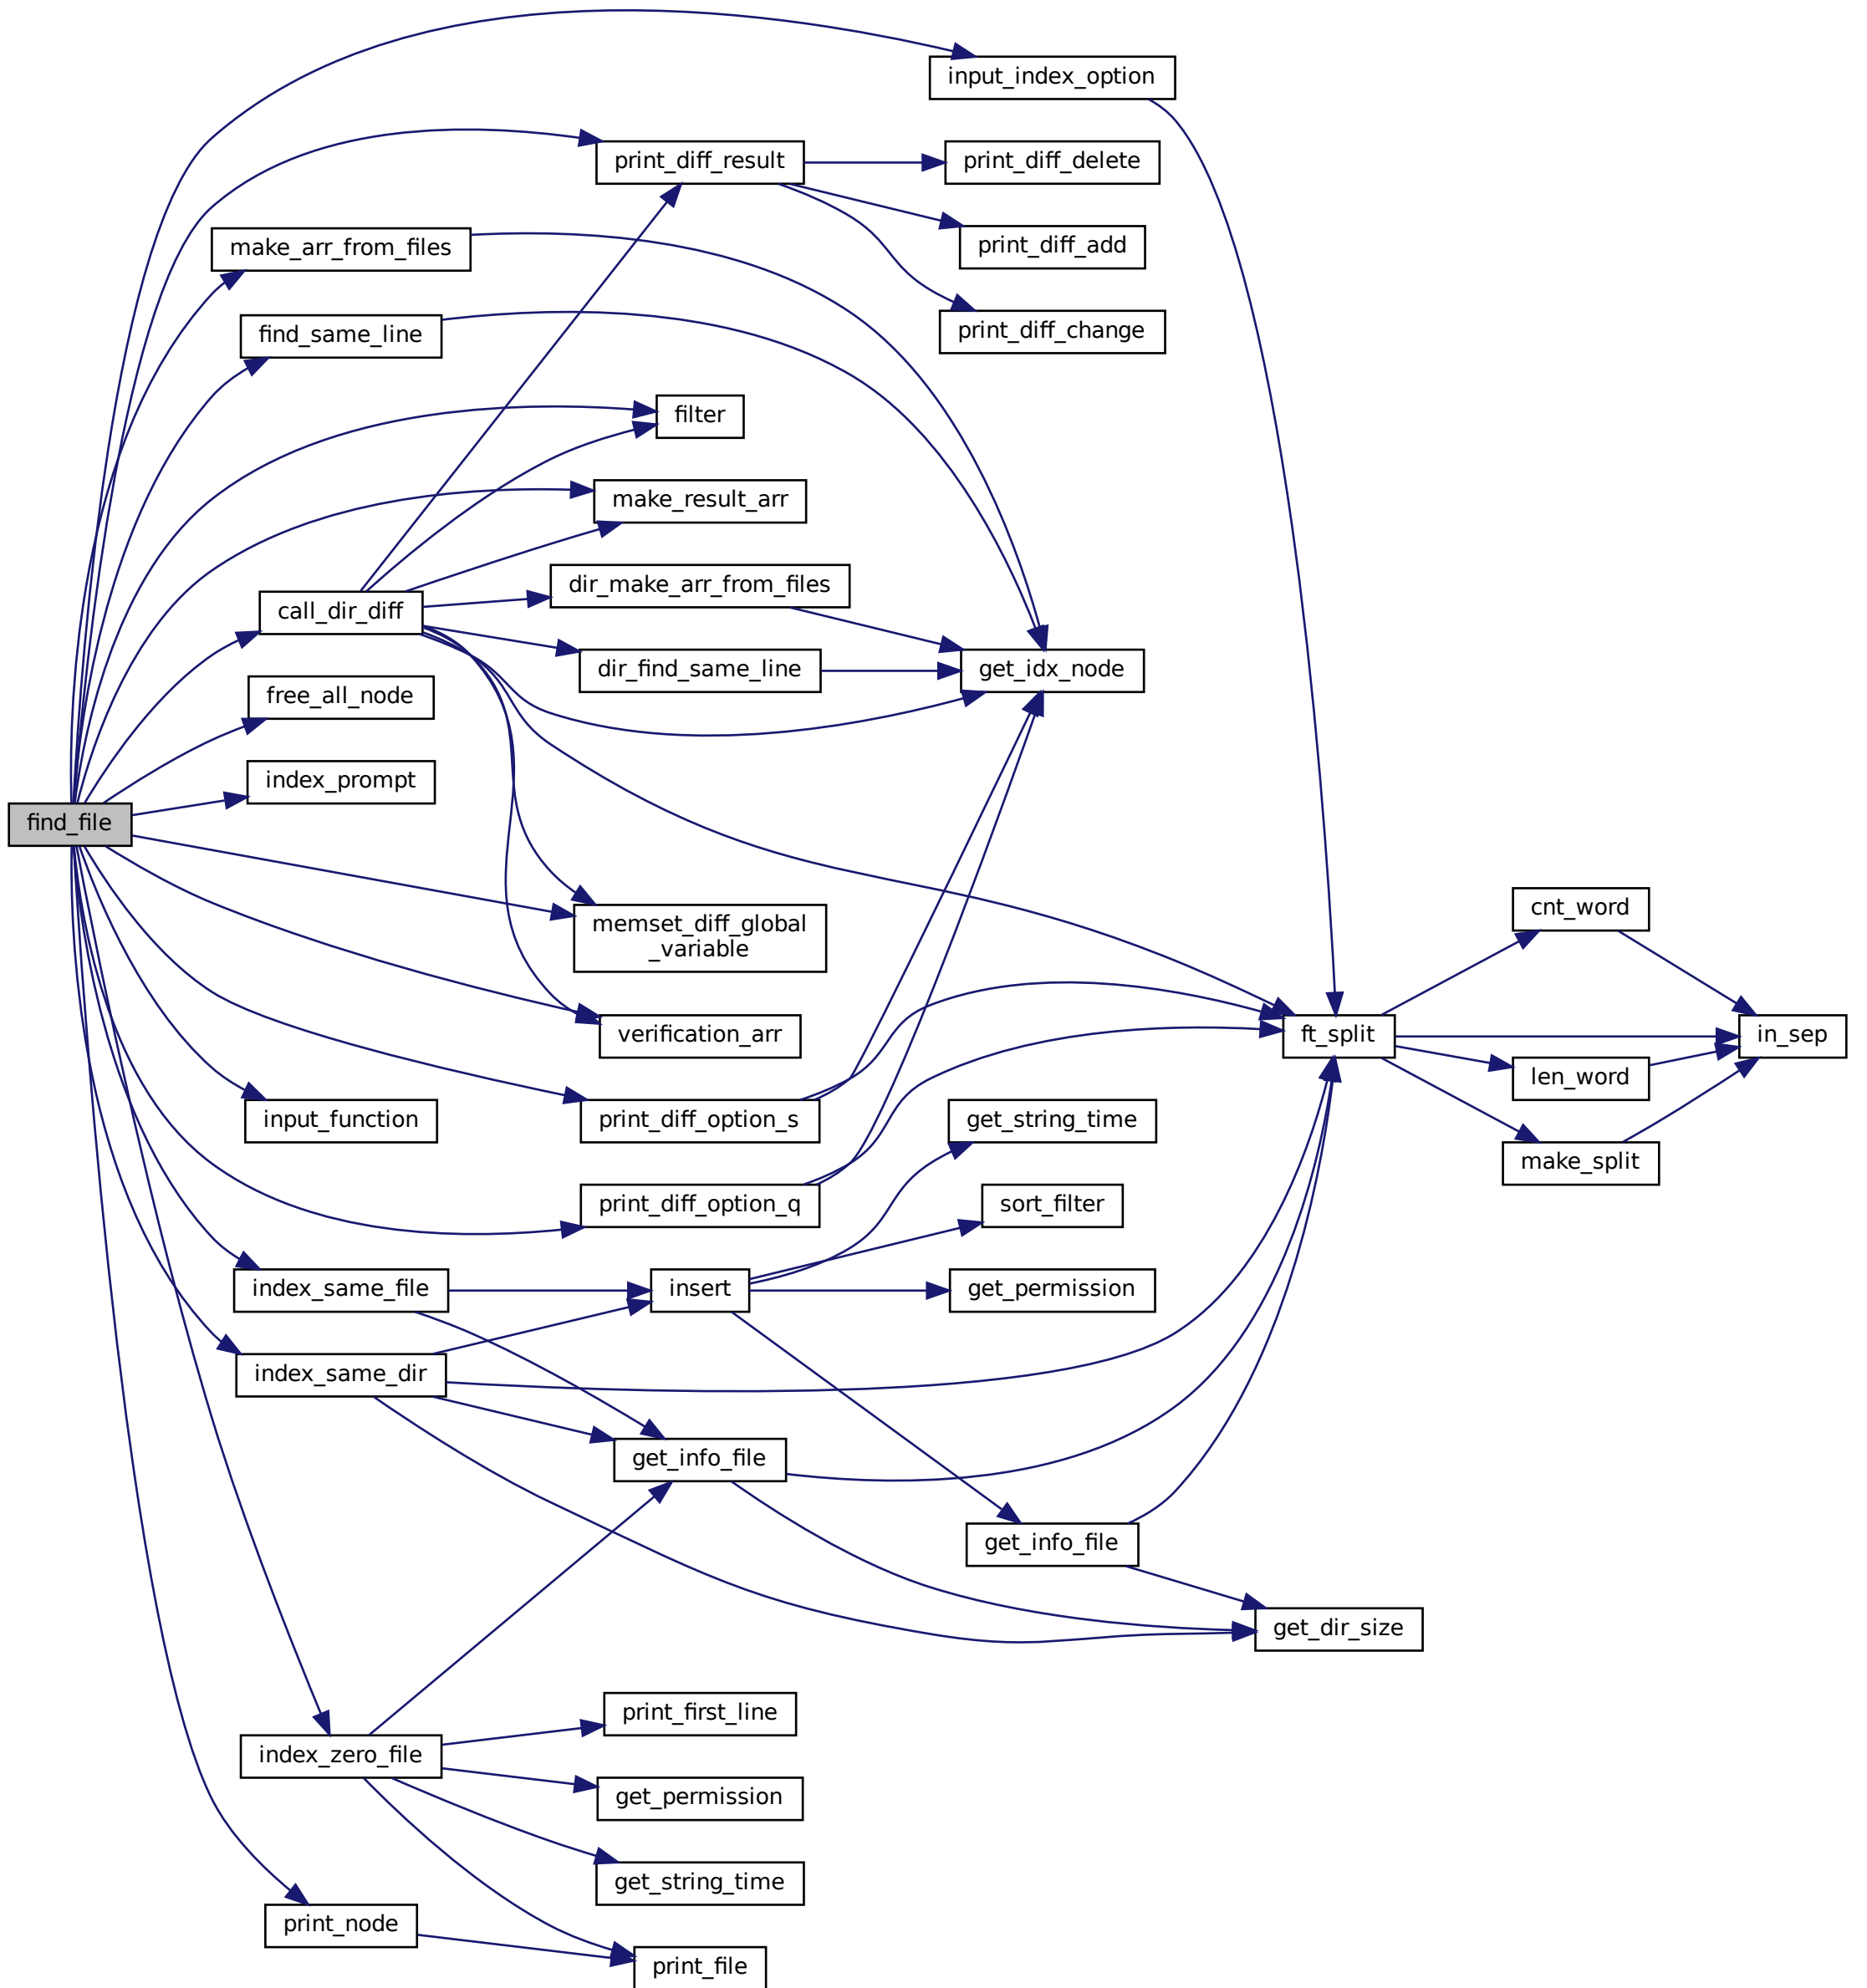 input_index_option
print_diff_result
print_diff_delete
make_arr_from_files
print_diff_add
find_same_line
print_diff_change
filter
make_result_arr
dir_make_arr_from_files
call_dir_diff
dir_find_same_line
get_idx_node
free_all_node
index_prompt
find_file
cnt_word
memset_diff_global
_variable
verification_arr
ft_split
in_sep
len_word
input_function
print_diff_option_s
get_string_time
make_split
print_diff_option_q
sort_filter
index_same_file
insert
get_permission
index_same_dir
get_info_file
get_info_file
get_dir_size
print_first_line
index_zero_file
get_permission
get_string_time
print_node
print_file